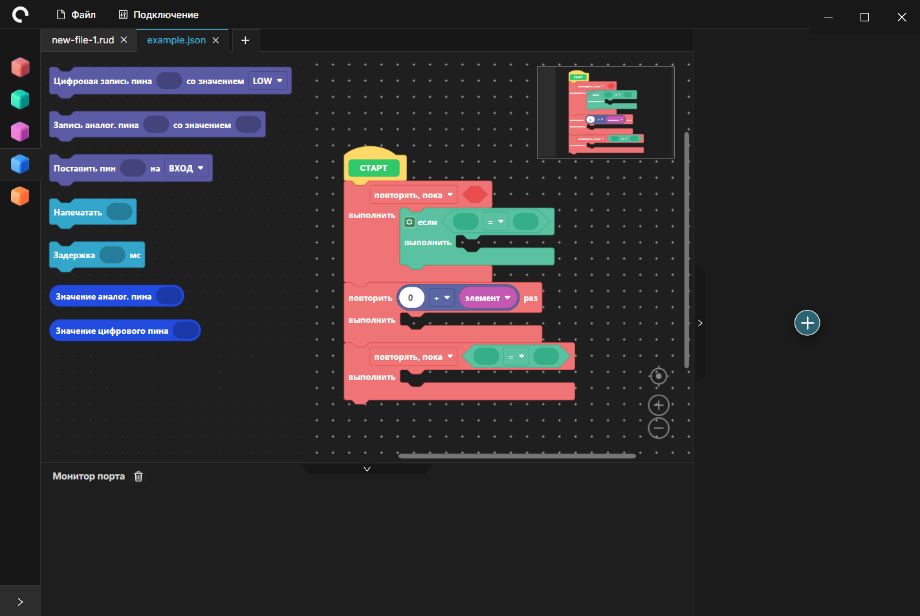 Файл Подключение
new-file-1.rud example.json
Цифровая запись пина со значением LOW
Запись аналог. пина со значением
Поставить пин на ВХОД
Напечатать
Задержка мс
Значение аналог. пина
Значение цифрового пина
СТАРТ
повторять, пока
выполнить
если =
выполнить
повторить 0 + элемент раз
выполнить
повторять, пока =
выполнить
Монитор порта